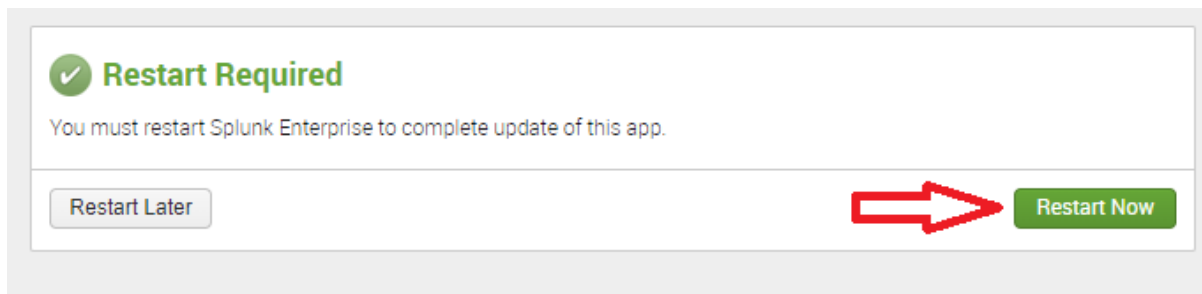 Restart Required
You must restart Splunk Enterprise to complete update of this app.
Restart Later
Restart Now